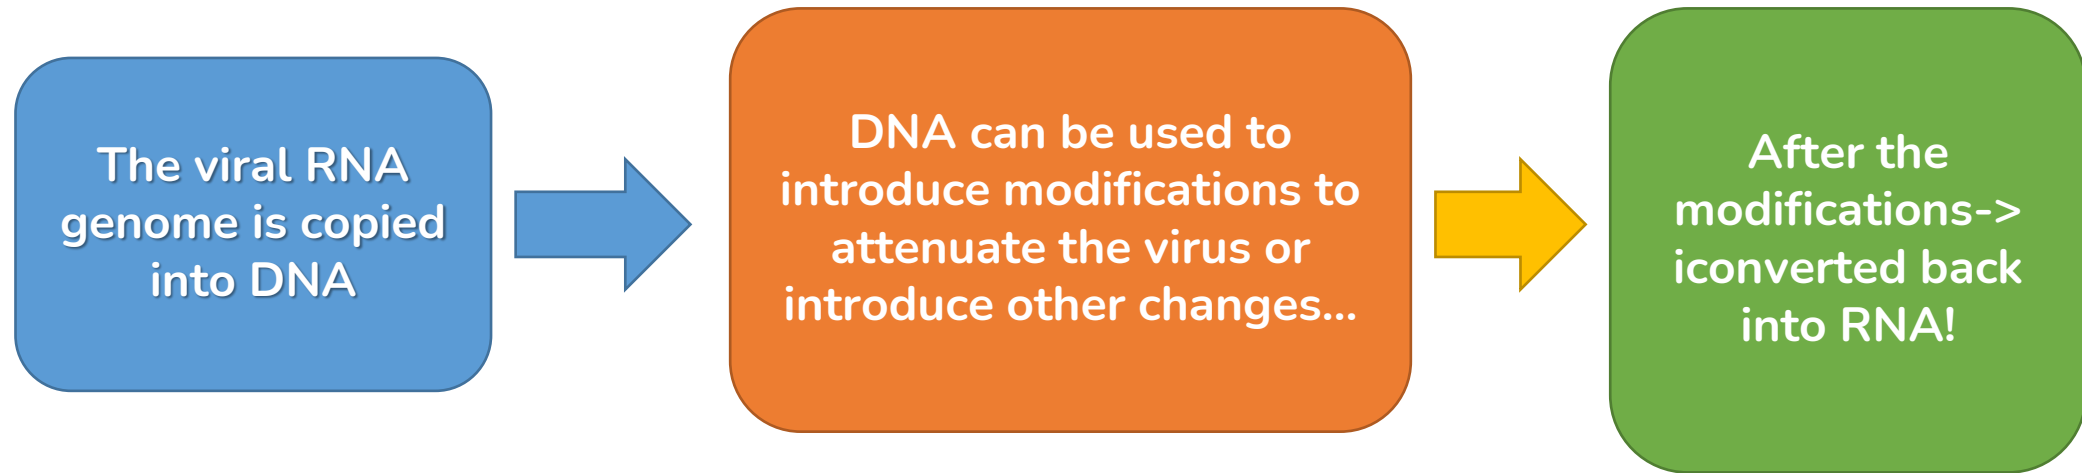 The viral RNA
genome is copied
into DNA
DNA can be used to
introduce modifications to
attenuate the virus or
introduce other changes...
After the
modifications->
iconverted back
into RNA!